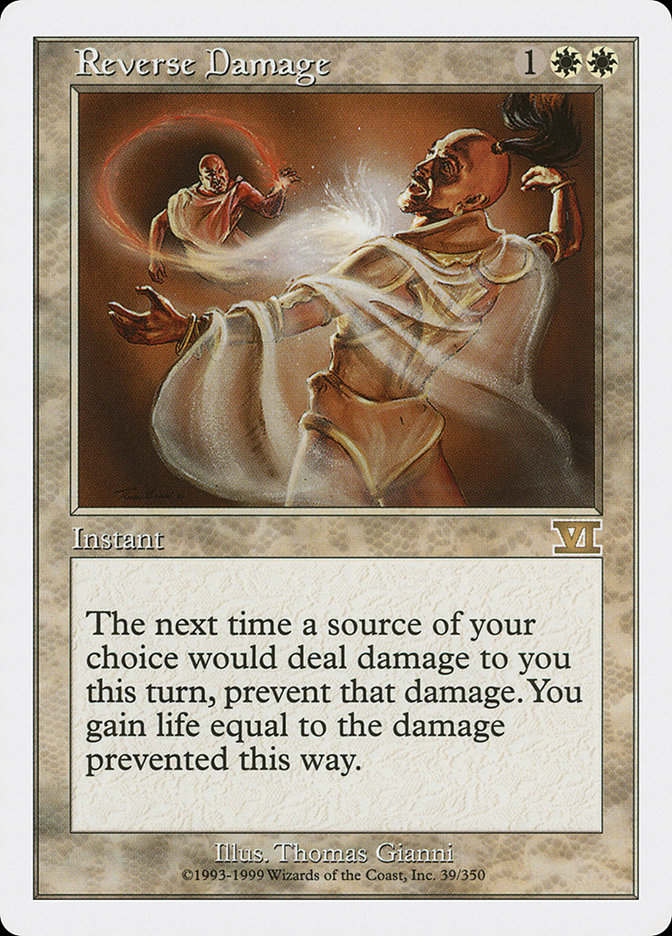 Reverse Damage 1
Instant VI
The next time a source of your
choice would deal damage to you
this turn, prevent that damage. You
gain life equal to the damage
prevented this way.
Illus. Thomas Gianni
©1993-1999 Wizards of the Coast, Inc. 39/350